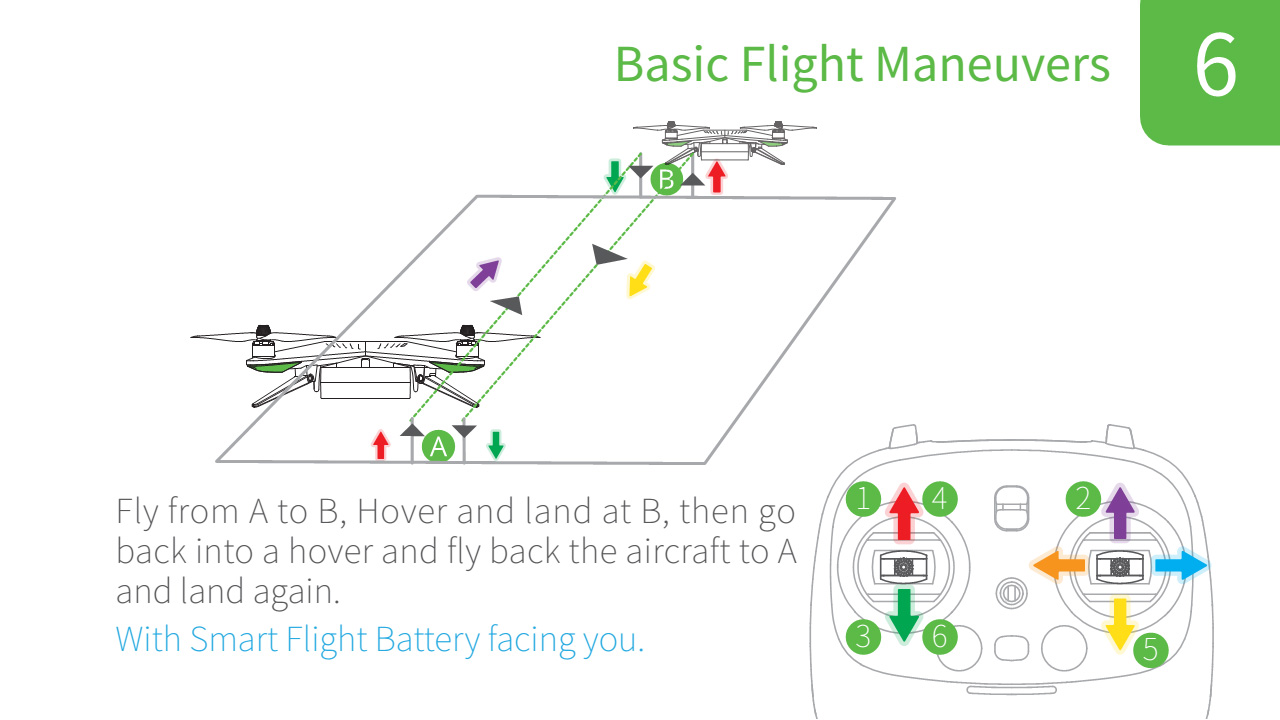 Basic Flight Maneuvers
6
B
A
Fly from A to B, Hover and land at B, then go
back into a hover and fly back the aircraft to A
and land again.
With Smart Flight Battery facing you.
1 4 2
3 6 5